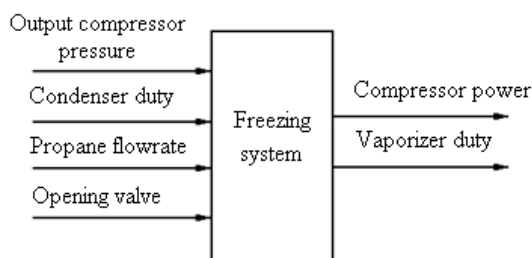 Output compressor
pressure
Condenser duty
Propane flowrate
Opening valve
Freezing
system
Compressor power
Vaporizer duty